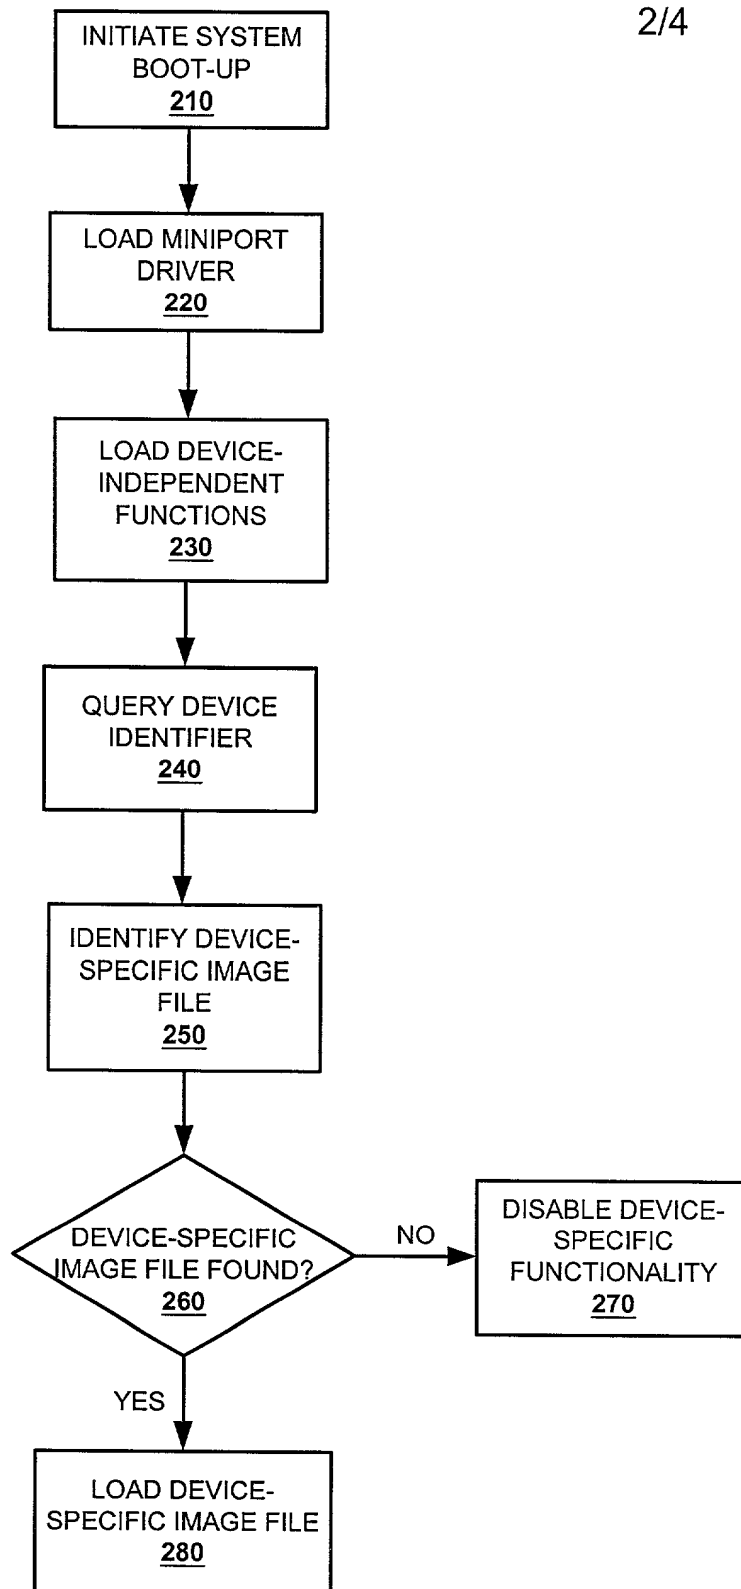 2/4
INITIATE SYSTEM
BOOT-UP
210
LOAD MINIPORT
DRIVER
220
LOAD DEVICE-
INDEPENDENT
FUNCTIONS
230
QUERY DEVICE
IDENTIFIER
240
IDENTIFY DEVICE-
SPECIFIC IMAGE
FILE
250
DEVICE-SPECIFIC
IMAGE FILE FOUND?
260
NO
DISABLE DEVICE-
SPECIFIC
FUNCTIONALITY
270
YES
LOAD DEVICE-
SPECIFIC IMAGE FILE
280